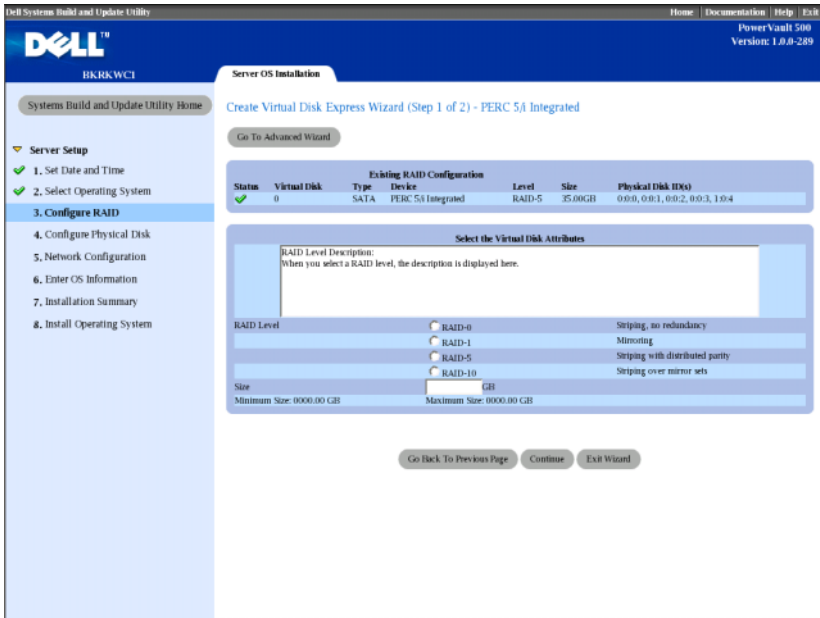 Dell Systems Build and Update Utility
Home Documentation Help Exit
DELL™
PowerVault 500
Version: 1.0.0-289
BKRKWC1
Server OS Installation
Systems Build and Update Utility Home
Server Setup
1. Set Date and Time
2. Select Operating System
3. Configure RAID
4. Configure Physical Disk
5. Network Configuration
6. Enter OS Information
7. Installation Summary
8. Install Operating System
Create Virtual Disk Express Wizard (Step 1 of 2) - PERC 5/i Integrated
Go To Advanced Wizard
Existing RAID Configuration
Status Virtual Disk Type Device Level Size Physical Disk ID(s)
0 SATA PERC 5/i Integrated RAID-5 35.00GB 0:0:0, 0:0:1, 0:0:2, 0:0:3, 1:0:4
Select the Virtual Disk Attributes
RAID Level Description:
When you select a RAID level, the description is displayed here.
RAID Level RAID-0 Striping, no redundancy
RAID-1 Mirroring
RAID-5 Striping with distributed parity
RAID-10 Striping over mirror sets
Size GB
Minimum Size: 0000.00 GB Maximum Size: 0000.00 GB
Go Back To Previous Page Continue Exit Wizard